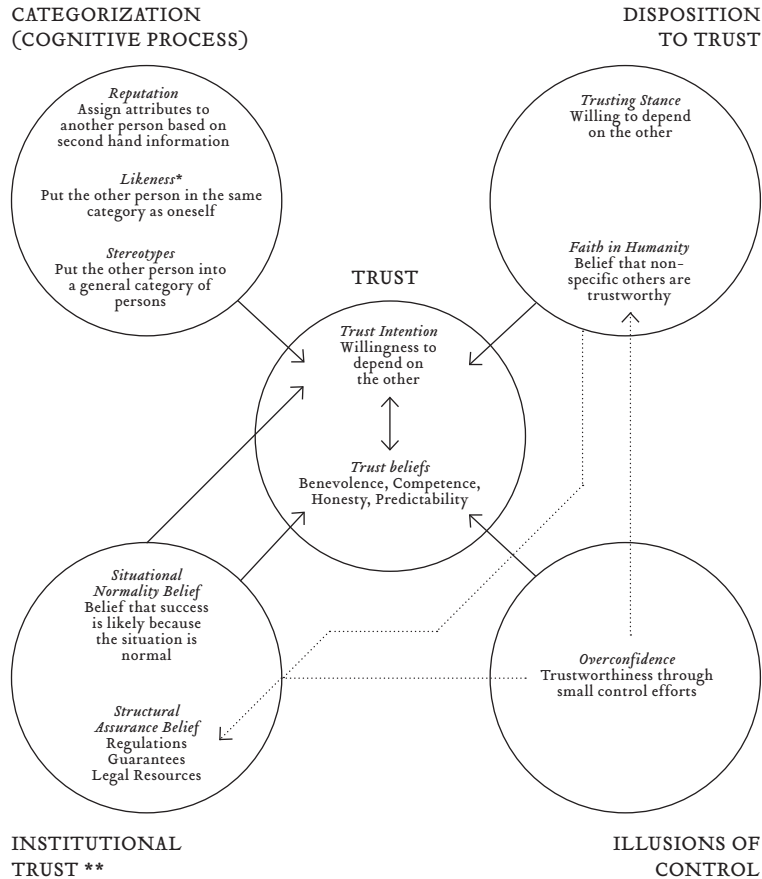 CATEGORIZATION
(COGNITIVE PROCESS)
DISPOSITION
TO TRUST
Reputation
Assign attributes to
another person based on
second hand information
Likeness*
Put the other person in the same
category as oneself
Stereotypes
Put the other person into
a general category of
persons
Trusting Stance
Willing to depend
on the other
Faith in Humanity
Belief that non-
specific others are
trustworthy
TRUST
Trust Intention
Willingness to
depend on
the other
Trust beliefs
Benevolence, Competence,
Honesty, Predictability
Situational
Normality Belief
Belief that success
is likely because
the situation is
normal
Structural
Assurance Belief
Regulations
Guarantees
Legal Resources
Overconfidence
Trustworthiness through
small control efforts
INSTITUTIONAL
TRUST **
ILLUSIONS OF
CONTROL